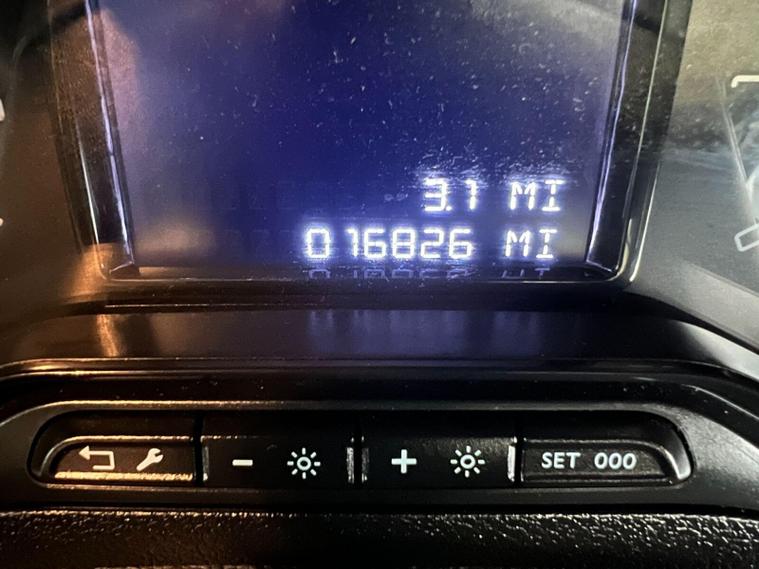 3.1 MI
016826 MI
- +
SET 000